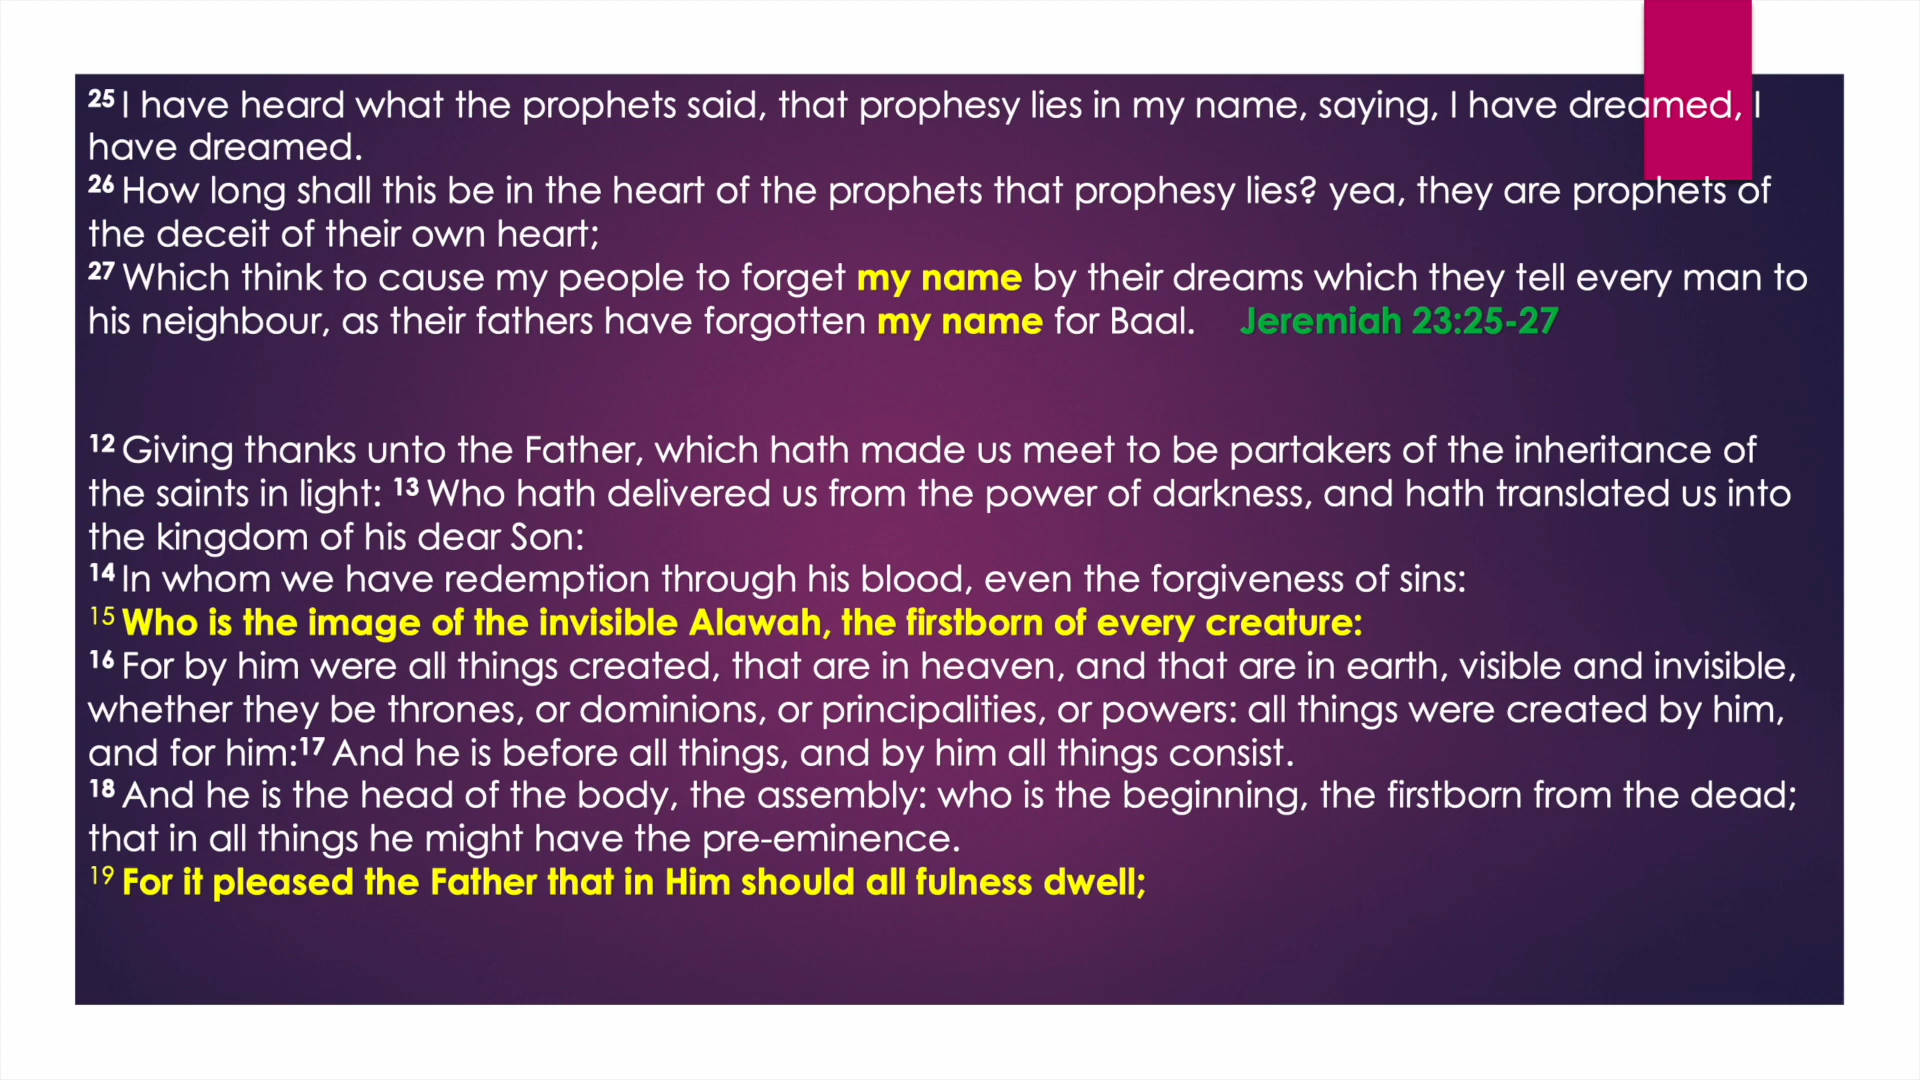 25 I have heard what the prophets said, that prophesy lies in my name, saying, I have dreamed, I
have dreamed.
26 How long shall this be in the heart of the prophets that prophesy lies? yea, they are prophets of
the deceit of their own heart;
27 Which think to cause my people to forget my name by their dreams which they tell every man to
his neighbour, as their fathers have forgotten my name for Baal. Jeremiah 23:25-27
12 Giving thanks unto the Father, which hath made us meet to be partakers of the inheritance of
the saints in light: 13 Who hath delivered us from the power of darkness, and hath translated us into
the kingdom of his dear Son:
14 In whom we have redemption through his blood, even the forgiveness of sins:
15 Who is the image of the invisible Alawah, the firstborn of every creature:
16 For by him were all things created, that are in heaven, and that are in earth, visible and invisible,
whether they be thrones, or dominions, or principalities, or powers: all things were created by him,
and for him:17 And he is before all things, and by him all things consist.
18 And he is the head of the body, the assembly: who is the beginning, the firstborn from the dead;
that in all things he might have the pre-eminence.
19 For it pleased the Father that in Him should all fulness dwell;